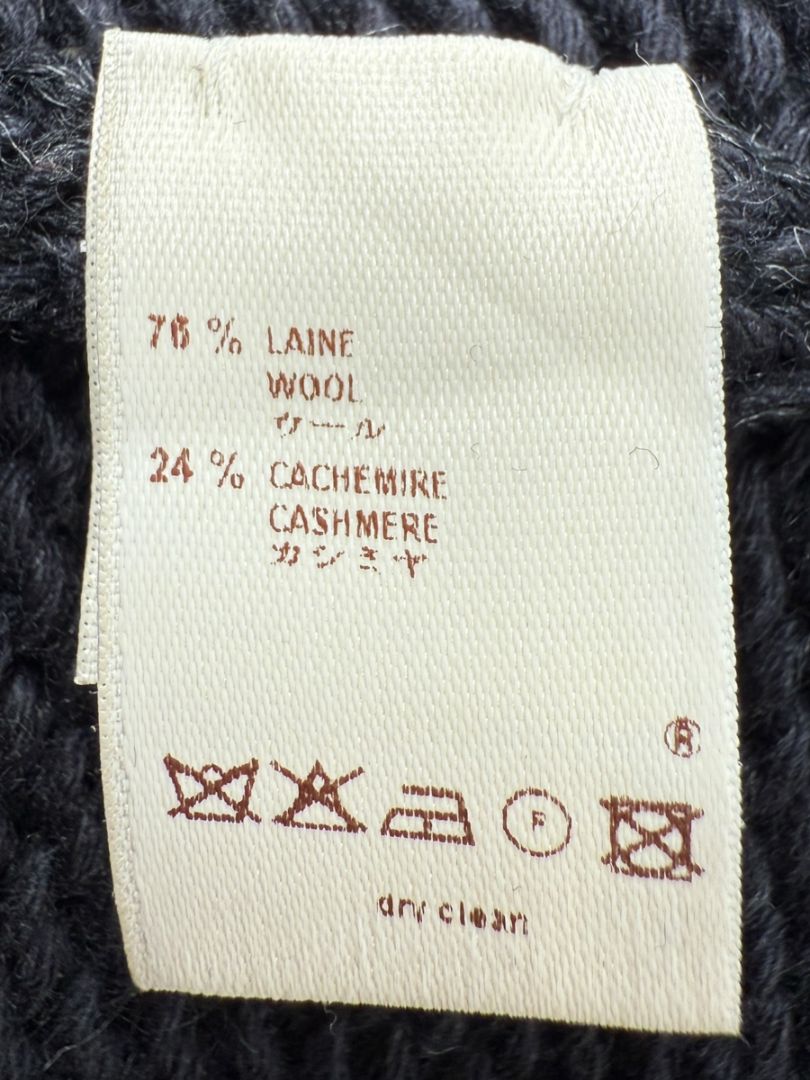 76 % LAINE
WOOL
ウール
24 % CACHEMIRE
CASHMERE
カシミヤ
®
P
dry clean